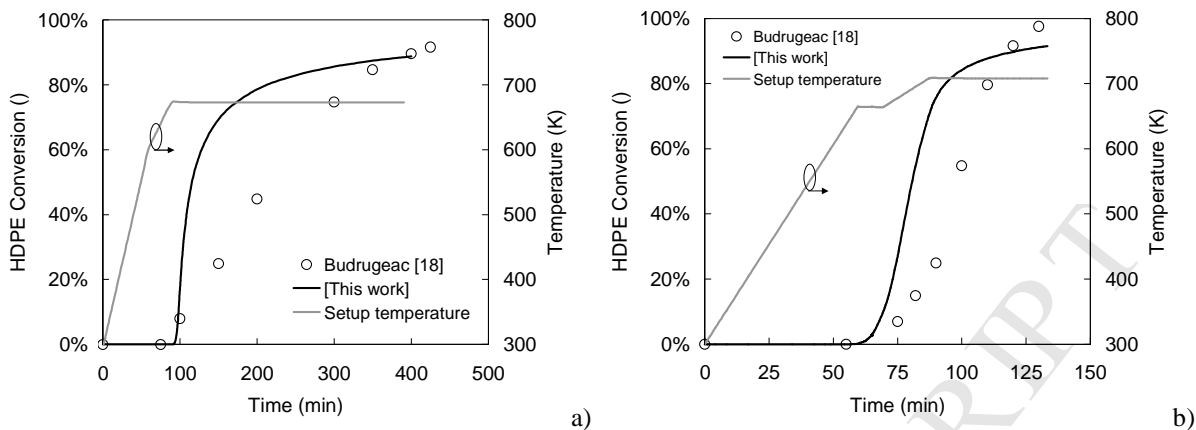 100%
80%
60%
40%
20%
0%
HDPE Conversion ()
800
700
600
500
400
300
Temperature (K)
Budrugeac [18]
[This work]
Setup temperature
0
100
200
300
400
500
Time (min)
a)
100%
80%
60%
40%
20%
0%
HDPE Conversion ()
800
700
600
500
400
300
Temperature (K)
Budrugeac [18]
[This work]
Setup temperature
0
25
50
75
100
125
150
Time (min)
b)
RIPT